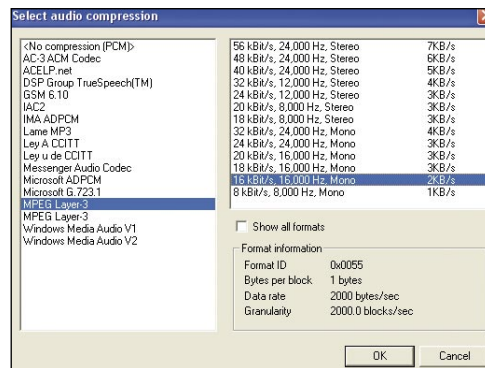 Select audio compression
<No compression (PCM)>
AC-3 ACM Codec
ACELP.net
DSP Group TrueSpeech(TM)
GSM 6.10
IAC2
IMA ADPCM
Lame MP3
Ley A CCITT
Ley u de CCITT
Messenger Audio Codec
Microsoft ADPCM
Microsoft G.723.1
MPEG Layer-3
MPEG Layer-3
Windows Media Audio V1
Windows Media Audio V2
56 kBit/s, 24,000 Hz, Stereo 7KB/s
48 kBit/s, 24,000 Hz, Stereo 6KB/s
40 kBit/s, 24,000 Hz, Stereo 5KB/s
32 kBit/s, 12,000 Hz, Stereo 4KB/s
24 kBit/s, 12,000 Hz, Stereo 3KB/s
20 kBit/s, 8,000 Hz, Stereo 3KB/s
18 kBit/s, 8,000 Hz, Stereo 3KB/s
32 kBit/s, 24,000 Hz, Mono 4KB/s
24 kBit/s, 24,000 Hz, Mono 3KB/s
20 kBit/s, 16,000 Hz, Mono 3KB/s
18 kBit/s, 16,000 Hz, Mono 3KB/s
16 kBit/s, 16,000 Hz, Mono 2KB/s
8 kBit/s, 8,000 Hz, Mono 1KB/s
Show all formats
Format information
Format ID 0x0055
Bytes per block 1 bytes
Data rate 2000 bytes/sec
Granularity 2000.0 blocks/sec
OK Cancel